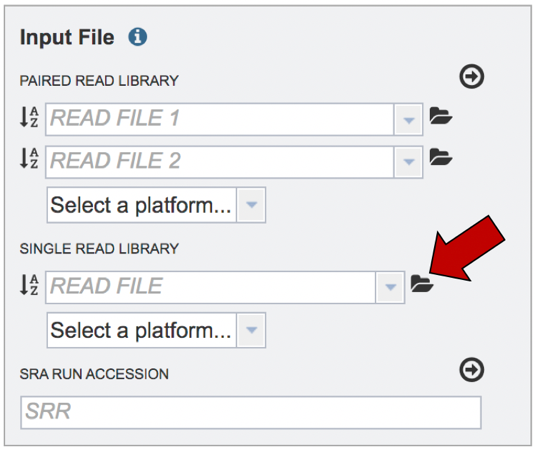 Input File
PAIRED READ LIBRARY
A Z READ FILE 1
A Z READ FILE 2
Select a platform...
SINGLE READ LIBRARY
A Z READ FILE
Select a platform...
SRA RUN ACCESSION
SRR